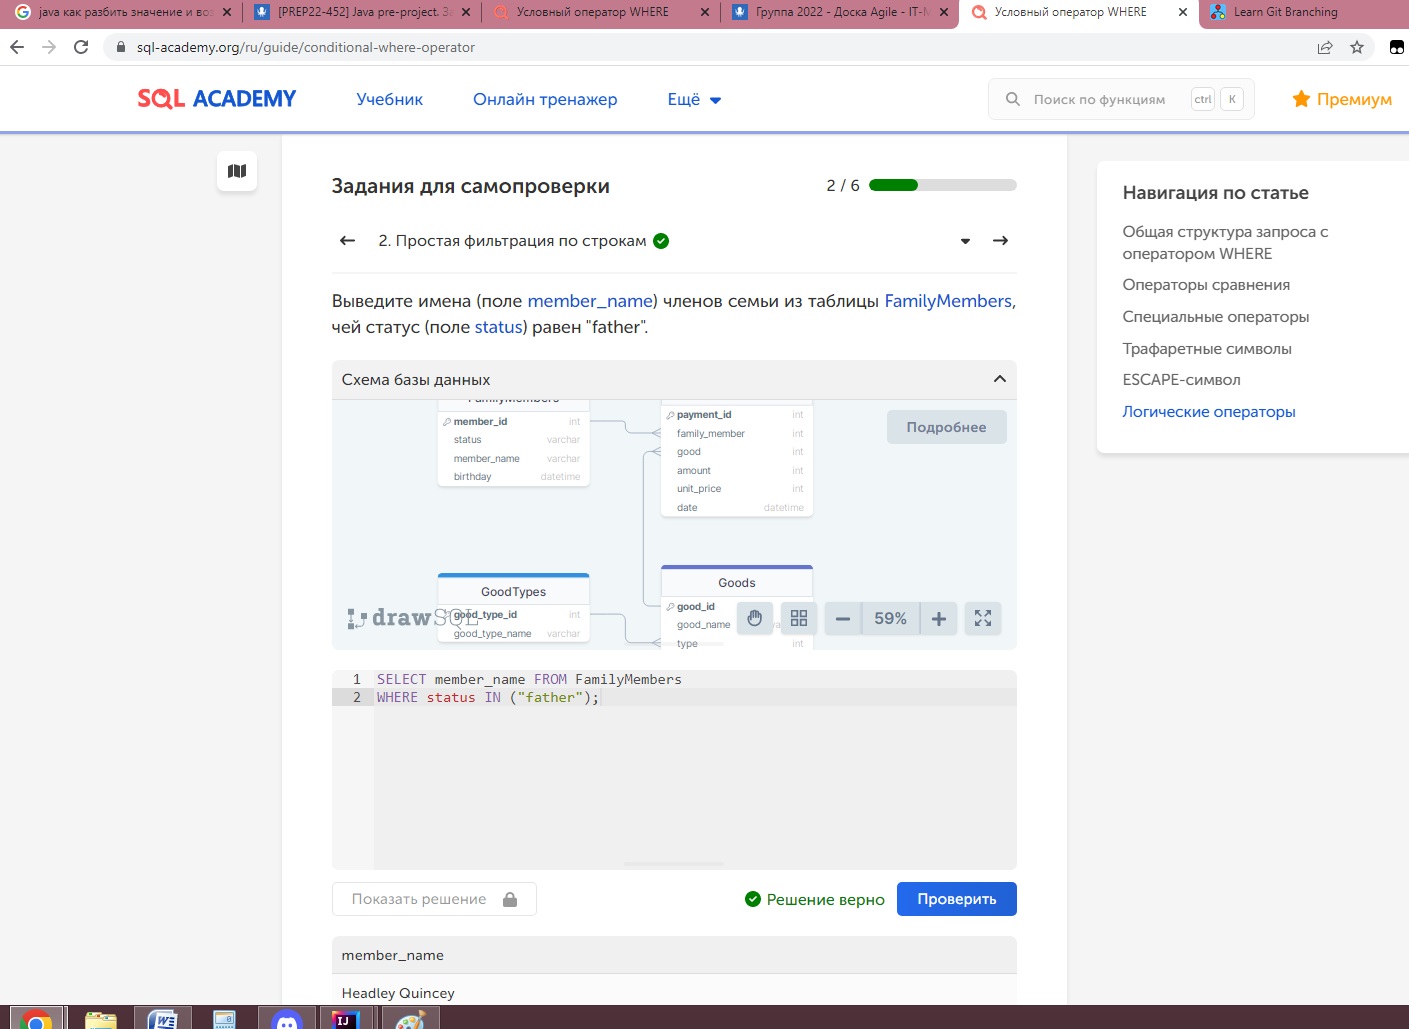 java как разбить значение и воз
[PREP22-452] Java pre-project. За
Условный оператор WHERE
Группа 2022 - Доска Agile - IT-M
Условный оператор WHERE
Learn Git Branching
sql-academy.org/ru/guide/conditional-where-operator
SQL ACADEMY
Учебник
Онлайн тренажер
Ещё
Поиск по функциям
ctrl
K
Премиум
Задания для самопроверки
2 / 6
2. Простая фильтрация по строкам
Выведите имена (поле member_name) членов семьи из таблицы FamilyMembers,
чей статус (поле status) равен "father".
Схема базы данных
FamilyMembers
member_id int
status varchar
member_name varchar
birthday datetime
payment_id int
family_member int
good int
amount int
unit_price int
date datetime
Подробнее
GoodTypes
good_type_id int
good_type_name varchar
Goods
good_id
good_name
type int
drawSQL
59%
1 SELECT member_name FROM FamilyMembers
2 WHERE status IN ("father");
Показать решение
Решение верно
Проверить
member_name
Headley Quincey
Навигация по статье
Общая структура запроса с
оператором WHERE
Операторы сравнения
Специальные операторы
Трафаретные символы
ESCAPE-символ
Логические операторы